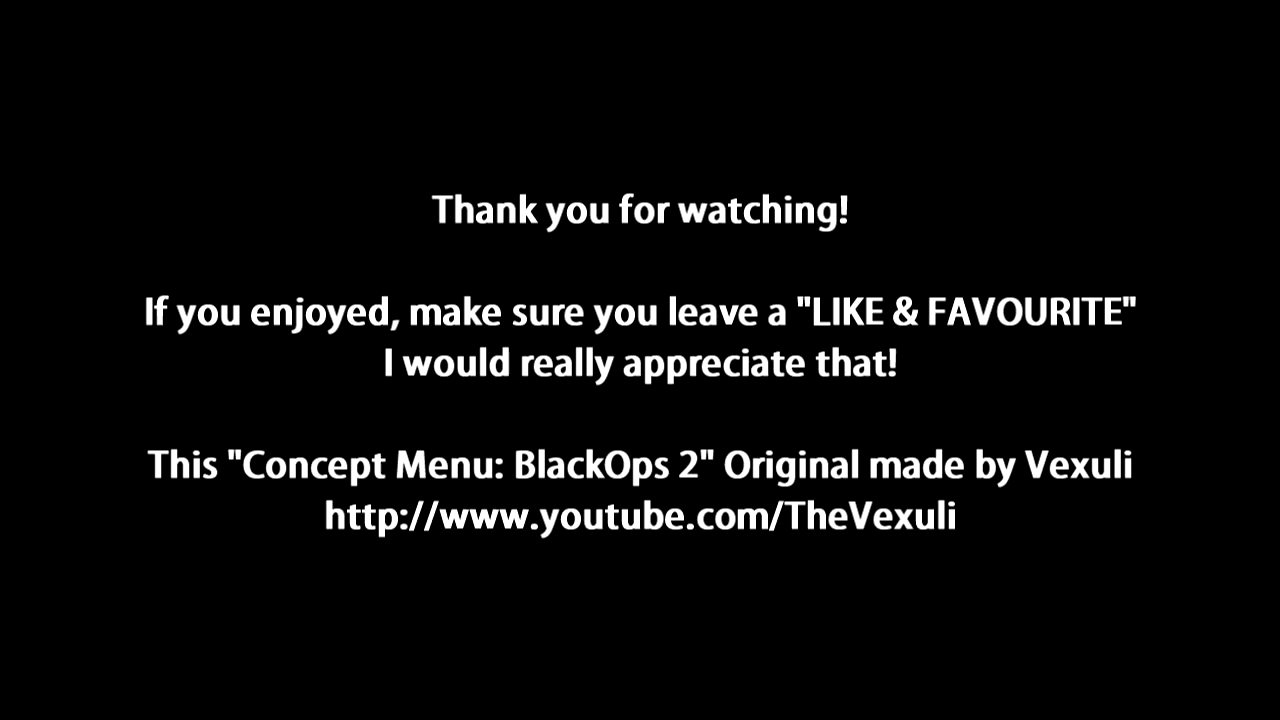 Thank you for watching!
If you enjoyed, make sure you leave a "LIKE & FAVOURITE"
I would really appreciate that!
This "Concept Menu: BlackOps 2" Original made by Vexuli
http://www.youtube.com/TheVexuli